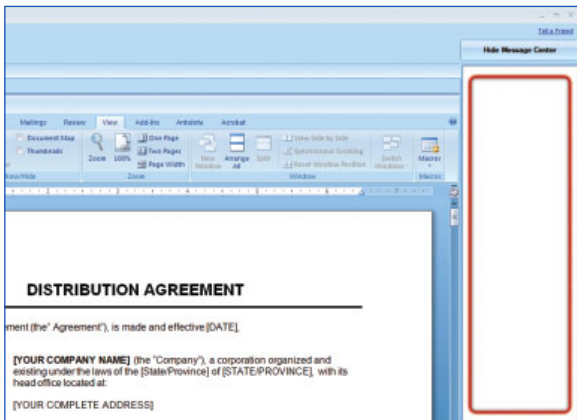 Tell a Friend
Hide Message Center
Mailings Review View Add-Ins Antidote Acrobat
Document Map
Thumbnails
Zoom 100% One Page
Two Pages
Page Width
New Window Arrange All Split
View Side by Side
Synchronous Scrolling
Reset Window Position
Switch Windows Macros
Show/Hide Zoom Window Macros
DISTRIBUTION AGREEMENT
ement (the" Agreement"), is made and effective [DATE],
[YOUR COMPANY NAME] (the "Company"), a corporation organized and
existing under the laws of the [State/Province] of [STATE/PROVINCE], with its
head office located at:
[YOUR COMPLETE ADDRESS]